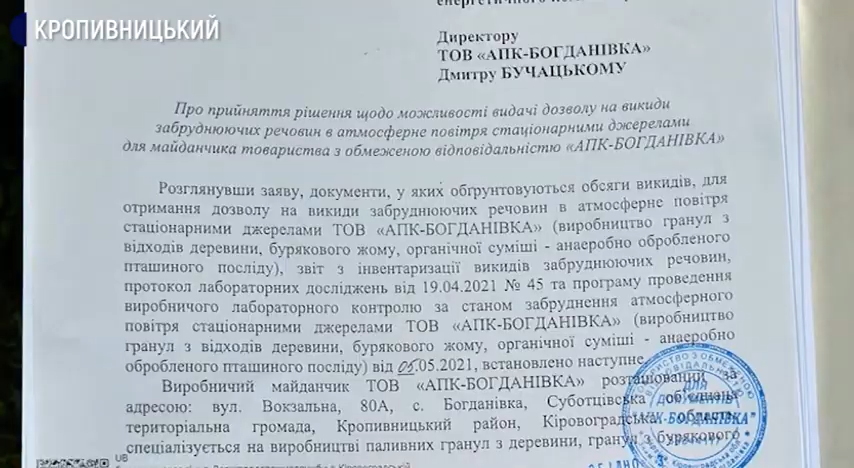 КРОПИВНИЦЬКИЙ
Директору
ТОВ «АПК-БОГДАНІВКА»
Дмитру БУЧАЦЬКОМУ
Про прийняття рішення щодо можливості видачі дозволу на викиди
забруднюючих речовин в атмосферне повітря стаціонарними джерелами
для майданчика товариства з обмеженою відповідальністю «АПК-БОГДАНІВКА»
Розглянувши заяву, документи, у яких обґрунтовуються обсяги викидів, для
отримання дозволу на викиди забруднюючих речовин в атмосферне повітря
стаціонарними джерелами ТОВ «АПК-БОГДАНІВКА» (виробництво гранул з
відходів деревини, бурякового жому, органічної суміші - анаеробно обробленого
пташиного посліду), звіт з інвентаризації викидів забруднюючих речовин,
протокол лабораторних досліджень від 19.04.2021 № 45 та програму проведення
виробничого лабораторного контролю за станом забруднення атмосферного
повітря стаціонарними джерелами ТОВ «АПК-БОГДАНІВКА» (виробництво
гранул з відходів деревини, бурякового жому, органічної суміші - анаеробно
обробленого пташиного посліду) від 05.05.2021, встановлено наступне.
Виробничий майданчик ТОВ «АПК-БОГДАНІВКА» розташований за
адресою: вул. Вокзальна, 80А, с. Богданівка, Суботцівська об'єднана
територіальна громада, Кропивницький район, Кіровоградська область,
спеціалізується на виробництві паливних гранул з деревини, гранул з бурякового
ДЛЯ
ДОКУМЕНТІВ
"АПК-БОГДАНІВКА"
UB